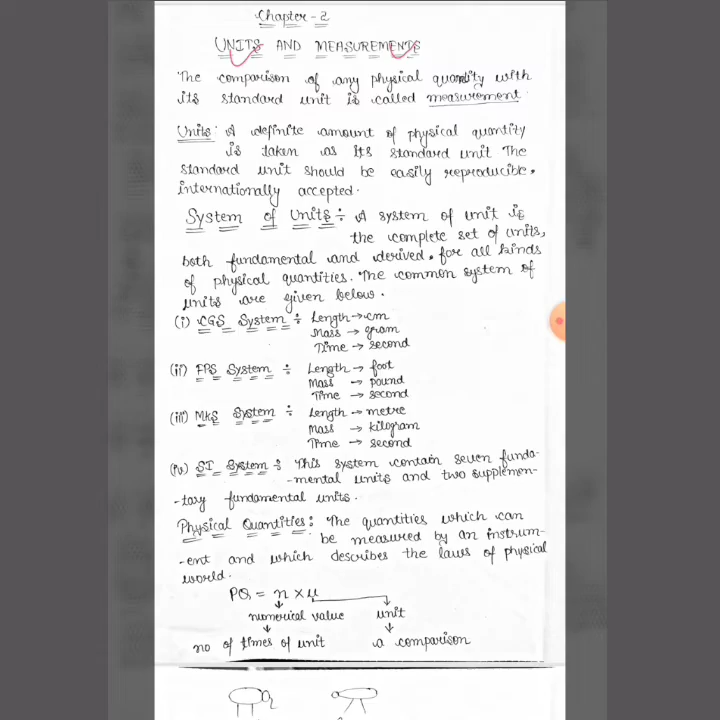 Chapter - 2
UNITS AND MEASUREMENTS
The comparison of any physical quantity with
its standard unit is called measurement.
Units: A definite amount of physical quantity
is taken as its standard unit The
standard unit should be easily reproducible,
internationally accepted.
System of Units ÷ A system of unit is
the complete set of units,
both fundamental and derived, for all kinds
of physical quantities. The common system of
units are given below.
(i) CGS System ÷ Length → cm
Mass → gram
Time → second
(ii) FPS System ÷ Length → foot
Mass → pound
Time → second
(iii) MKS System ÷ Length → metre
Mass → kilogram
Time → second
(iv) SI System ÷ This system contain seven funda-
-mental units and two supplemen-
-tary fundamental units.
Physical Quantities: The quantities which can
be measured by an instrum-
-ent and which describes the laws of physical
world.
PQ = n × u
numerical value unit
no of times of unit a comparison